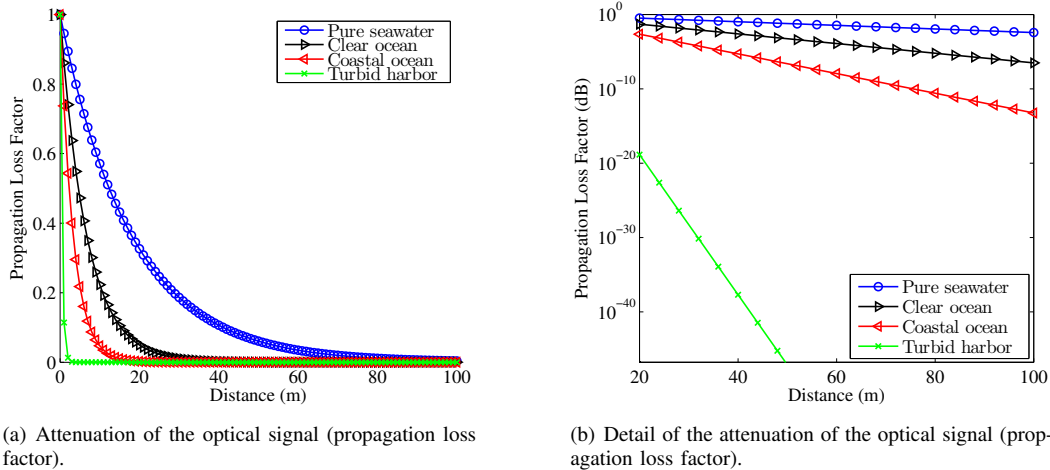 1
0.8
0.6
0.4
0.2
0
0
20
40
60
80
100
Distance (m)
Propagation Loss Factor
Pure seawater
Clear ocean
Coastal ocean
Turbid harbor
(a) Attenuation of the optical signal (propagation loss
factor).
10^0
10^-10
10^-20
10^-30
10^-40
20
40
60
80
100
Distance (m)
Propagation Loss Factor (dB)
Pure seawater
Clear ocean
Coastal ocean
Turbid harbor
(b) Detail of the attenuation of the optical signal (prop-
agation loss factor).